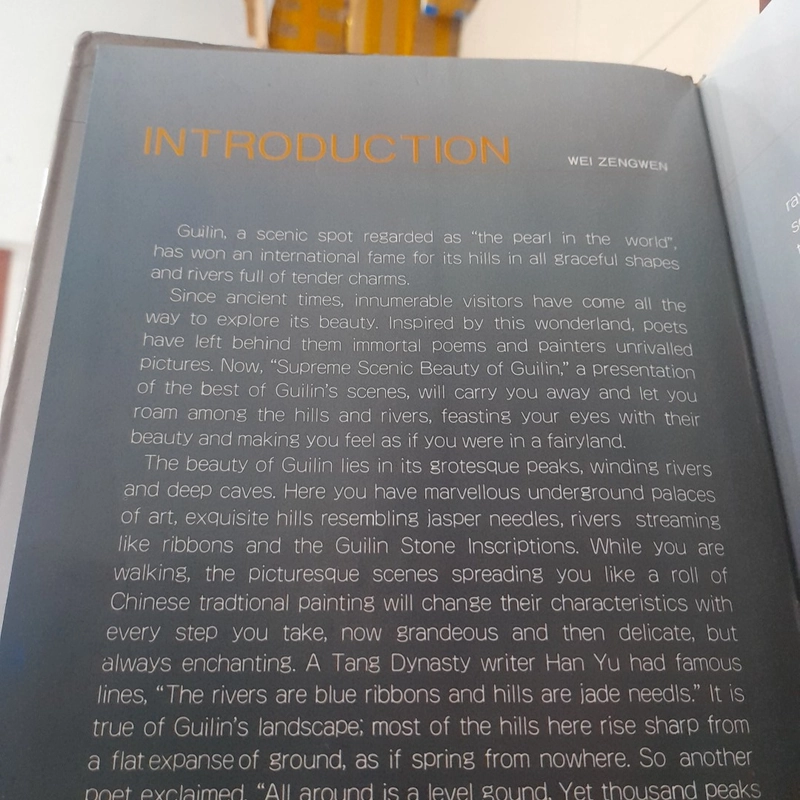 INTRODUCTION
WEI ZENGWEN
Guilin, a scenic spot regarded as “the pearl in the world”,
has won an international fame for its hills in all graceful shapes
and rivers full of tender charms.
Since ancient times, innumerable visitors have come all the
way to explore its beauty. Inspired by this wonderland, poets
have left behind them immortal poems and painters unrivalled
pictures. Now, “Supreme Scenic Beauty of Guilin,” a presentation
of the best of Guilin’s scenes, will carry you away and let you
roam among the hills and rivers, feasting your eyes with their
beauty and making you feel as if you were in a fairyland.
The beauty of Guilin lies in its grotesque peaks, winding rivers
and deep caves. Here you have marvellous underground palaces
of art, exquisite hills resembling jasper needles, rivers streaming
like ribbons and the Guilin Stone Inscriptions. While you are
walking, the picturesque scenes spreading you like a roll of
Chinese tradtional painting will change their characteristics with
every step you take, now grandeous and then delicate, but
always enchanting. A Tang Dynasty writer Han Yu had famous
lines, “The rivers are blue ribbons and hills are jade needls.” It is
true of Guilin’s landscape; most of the hills here rise sharp from
a flat expanse of ground, as if spring from nowhere. So another
poet exclaimed, “All around is a level gound, Yet thousand peaks